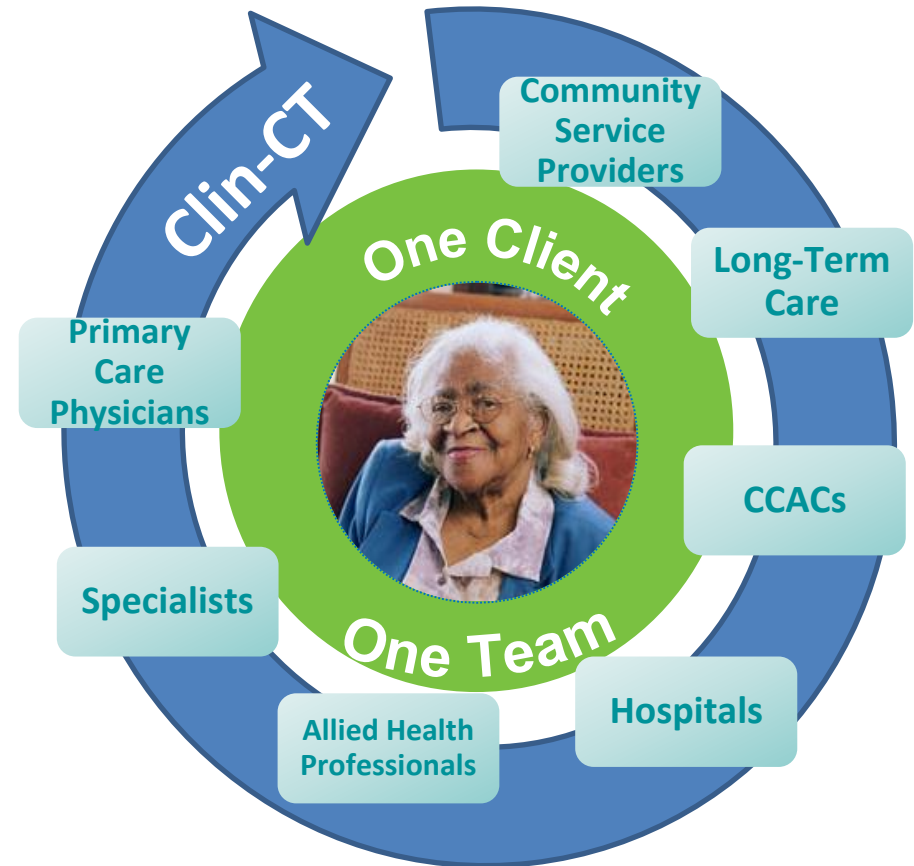 Clin-CT
One Client
One Team
Community
Service
Providers
Long-Term
Care
CCACs
Hospitals
Allied Health
Professionals
Specialists
Primary
Care
Physicians